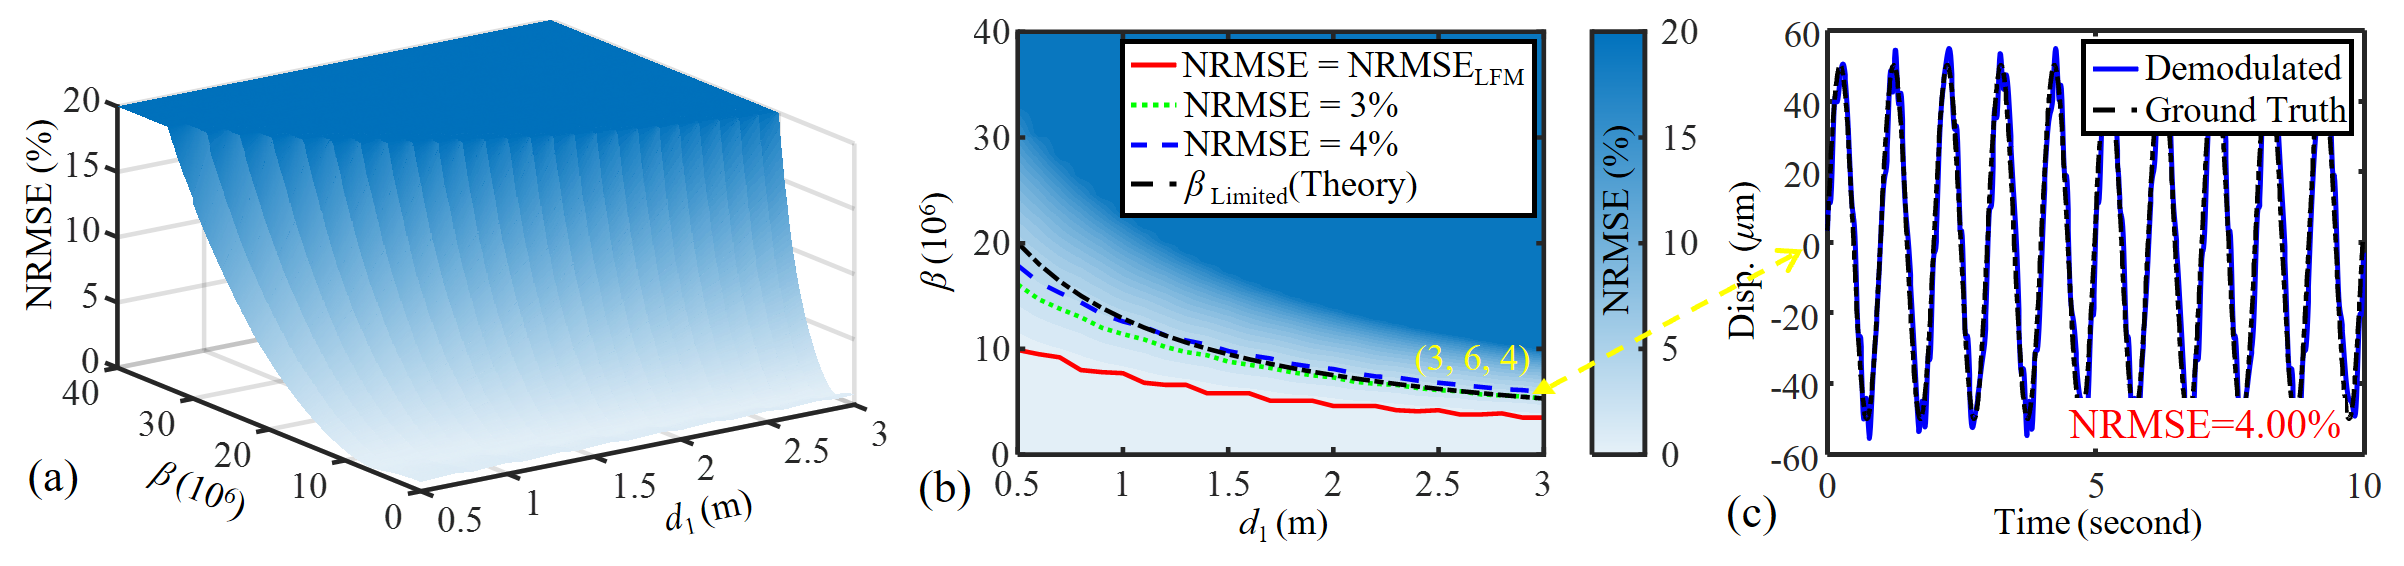 NRMSE (%)
20
15
10
5
0
40
30
20
10
0
β (10⁶)
0.5
1
1.5
2
2.5
3
d₁ (m)
(a)
β (10⁶)
40
30
20
10
0
0.5
1
1.5
2
2.5
3
d₁ (m)
NRMSE = NRMSE_LFM
NRMSE = 3%
NRMSE = 4%
β Limited(Theory)
(3, 6, 4)
(b)
NRMSE (%)
20
15
10
5
0
Disp. (μm)
60
40
20
0
-20
-40
-60
0
5
10
Time (second)
Demodulated
Ground Truth
NRMSE=4.00%
(c)